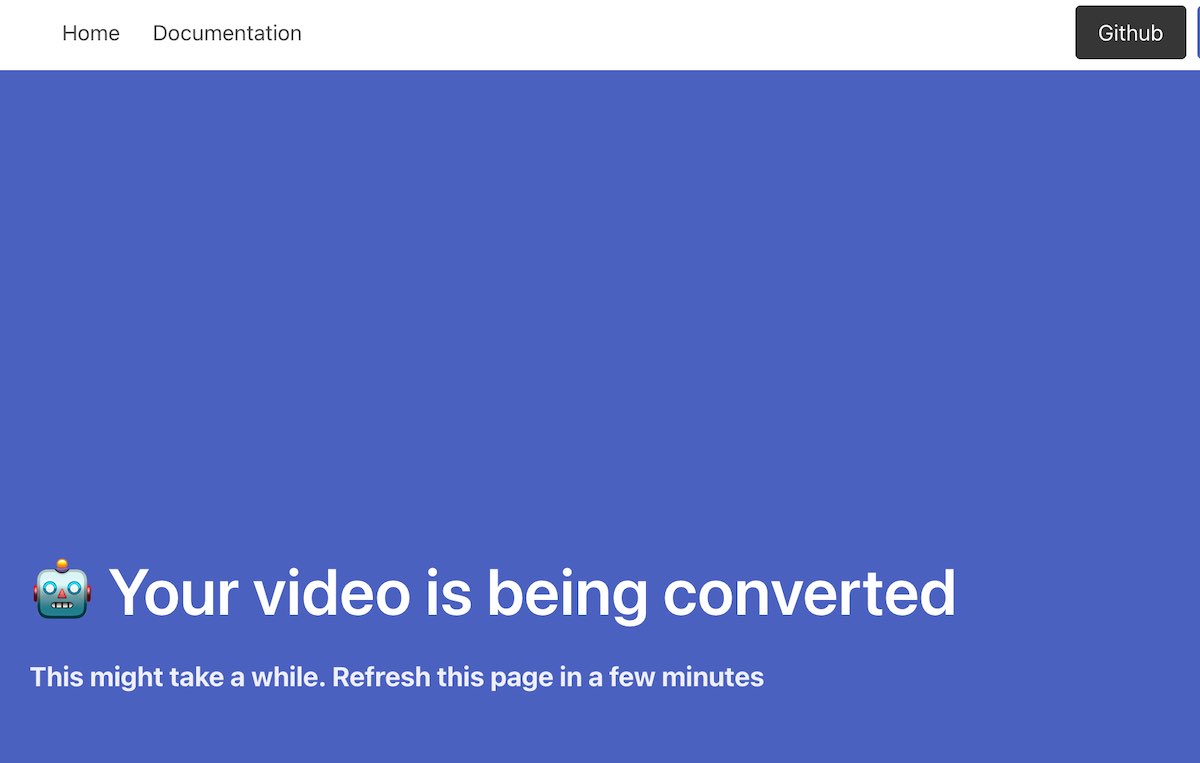 Home Documentation Github
🤖 Your video is being converted
This might take a while. Refresh this page in a few minutes